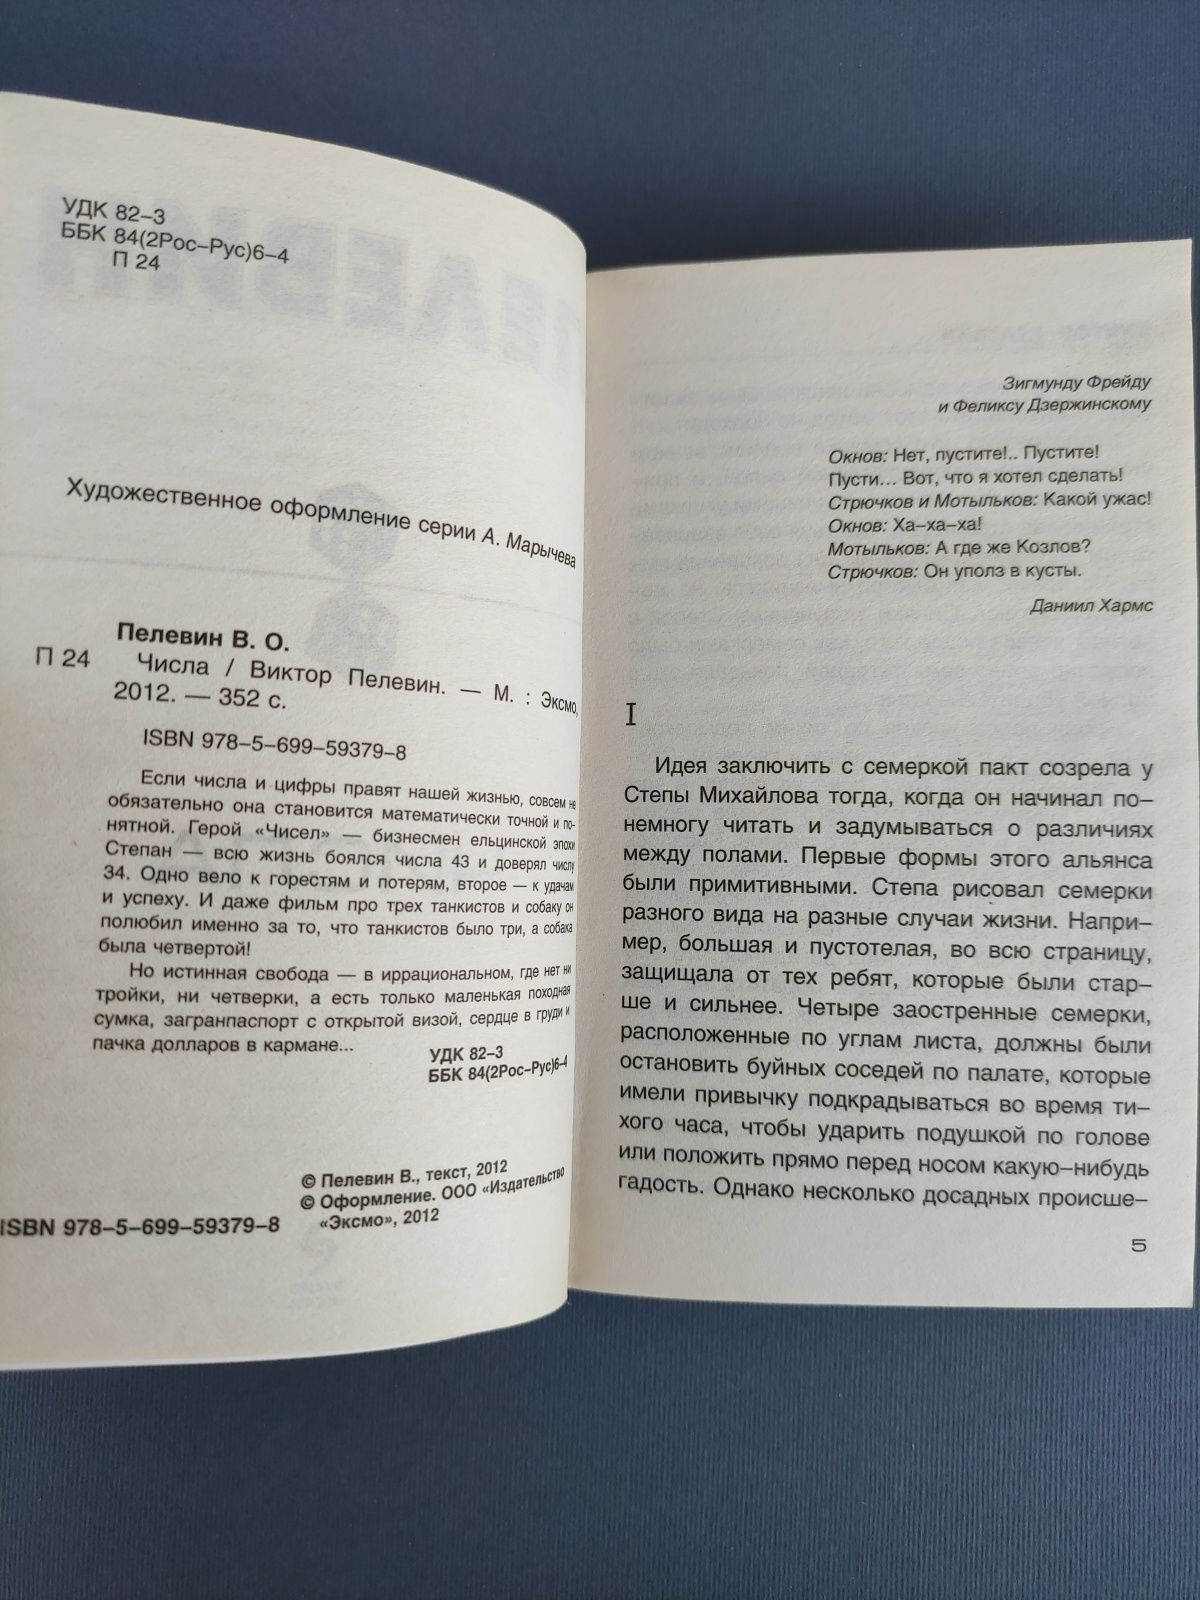 УДК 82–3
ББК 84(2Рос–Рус)6–4
П 24
Художественное оформление серии А. Марычева
Пелевин В. О.
П 24 Числа / Виктор Пелевин. — М. : Эксмо,
2012. — 352 с.
ISBN 978–5–699–59379–8
Если числа и цифры правят нашей жизнью, совсем не
обязательно она становится математически точной и по–
нятной. Герой «Чисел» — бизнесмен ельцинской эпохи
Степан — всю жизнь боялся числа 43 и доверял числу
34. Одно вело к горестям и потерям, второе — к удачам
и успеху. И даже фильм про трех танкистов и собаку он
полюбил именно за то, что танкистов было три, а собака
была четвертой!
Но истинная свобода — в иррациональном, где нет ни
тройки, ни четверки, а есть только маленькая походная
сумка, загранпаспорт с открытой визой, сердце в груди и
пачка долларов в кармане...
УДК 82–3
ББК 84(2Рос–Рус)6–4
© Пелевин В., текст, 2012
© Оформление. ООО «Издательство
«Эксмо», 2012
ISBN 978–5–699–59379–8
Зигмунду Фрейду
и Феликсу Дзержинскому
Окнов: Нет, пустите!.. Пустите!
Пусти... Вот, что я хотел сделать!
Стрючков и Мотыльков: Какой ужас!
Окнов: Ха–ха–ха!
Мотыльков: А где же Козлов?
Стрючков: Он уполз в кусты.
Даниил Хармс
I
Идея заключить с семеркой пакт созрела у
Степы Михайлова тогда, когда он начинал по–
немногу читать и задумываться о различиях
между полами. Первые формы этого альянса
были примитивными. Степа рисовал семерки
разного вида на разные случаи жизни. Напри–
мер, большая и пустотелая, во всю страницу,
защищала от тех ребят, которые были стар–
ше и сильнее. Четыре заостренные семерки,
расположенные по углам листа, должны были
остановить буйных соседей по палате, которые
имели привычку подкрадываться во время ти–
хого часа, чтобы ударить подушкой по голове
или положить прямо перед носом какую–нибудь
гадость. Однако несколько досадных происше–
5